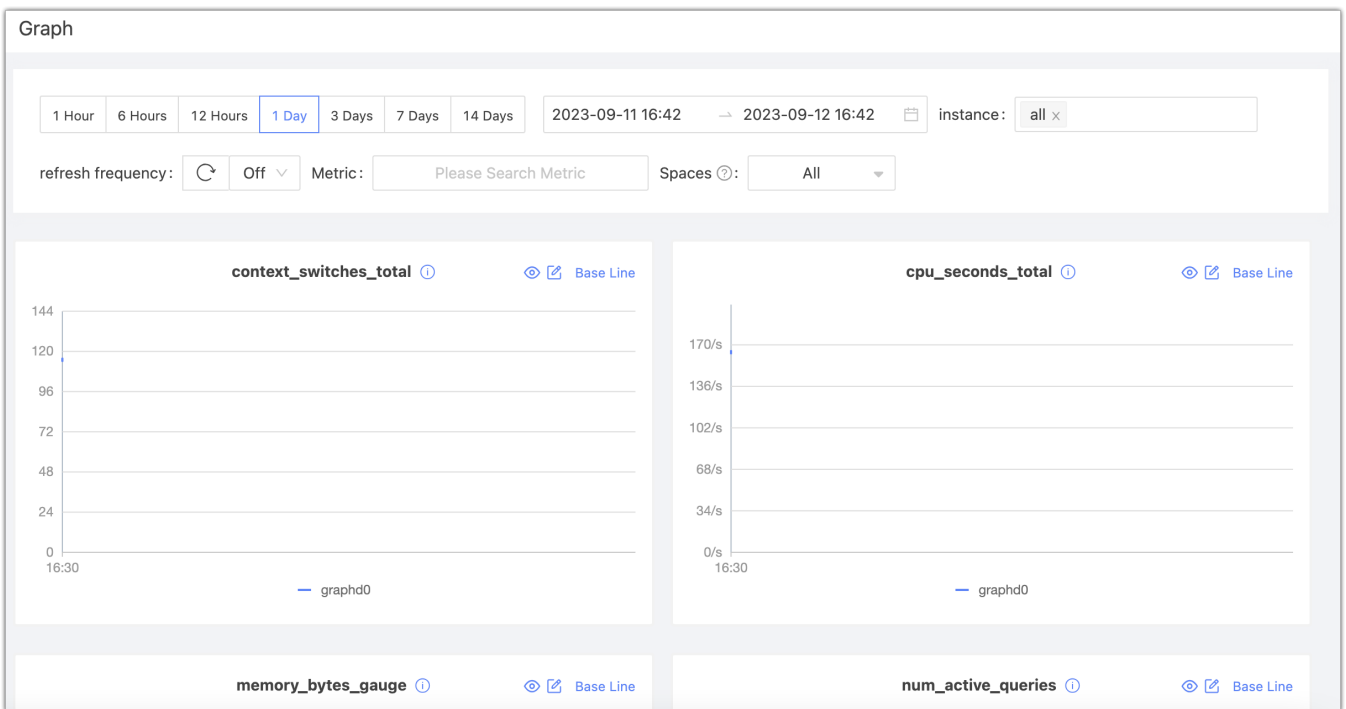 Graph
1 Hour 6 Hours 12 Hours 1 Day 3 Days 7 Days 14 Days 2023-09-11 16:42 → 2023-09-12 16:42 instance: all x
refresh frequency: Off Metric: Please Search Metric Spaces ?: All
context_switches_total i Base Line
144
120
96
72
48
24
0
16:30
graphd0
cpu_seconds_total i Base Line
170/s
136/s
102/s
68/s
34/s
0/s
16:30
graphd0
memory_bytes_gauge i Base Line
num_active_queries i Base Line